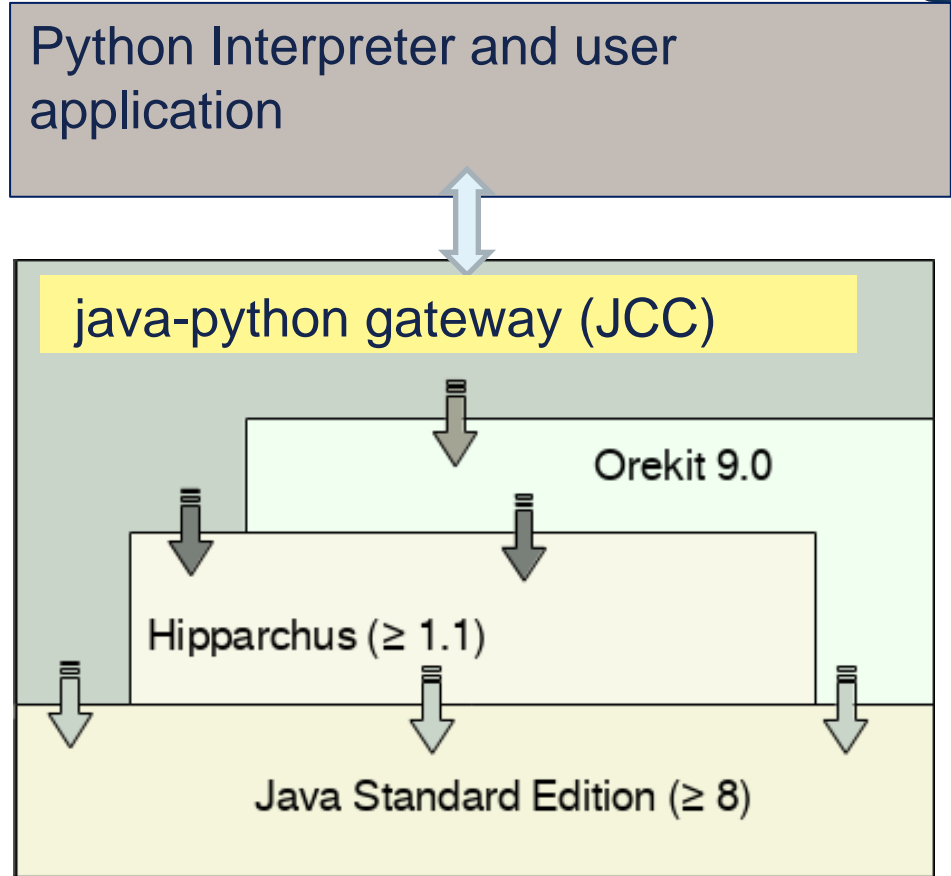 Python Interpreter and user
application
java-python gateway (JCC)
Orekit 9.0
Hipparchus (≥ 1.1)
Java Standard Edition (≥ 8)